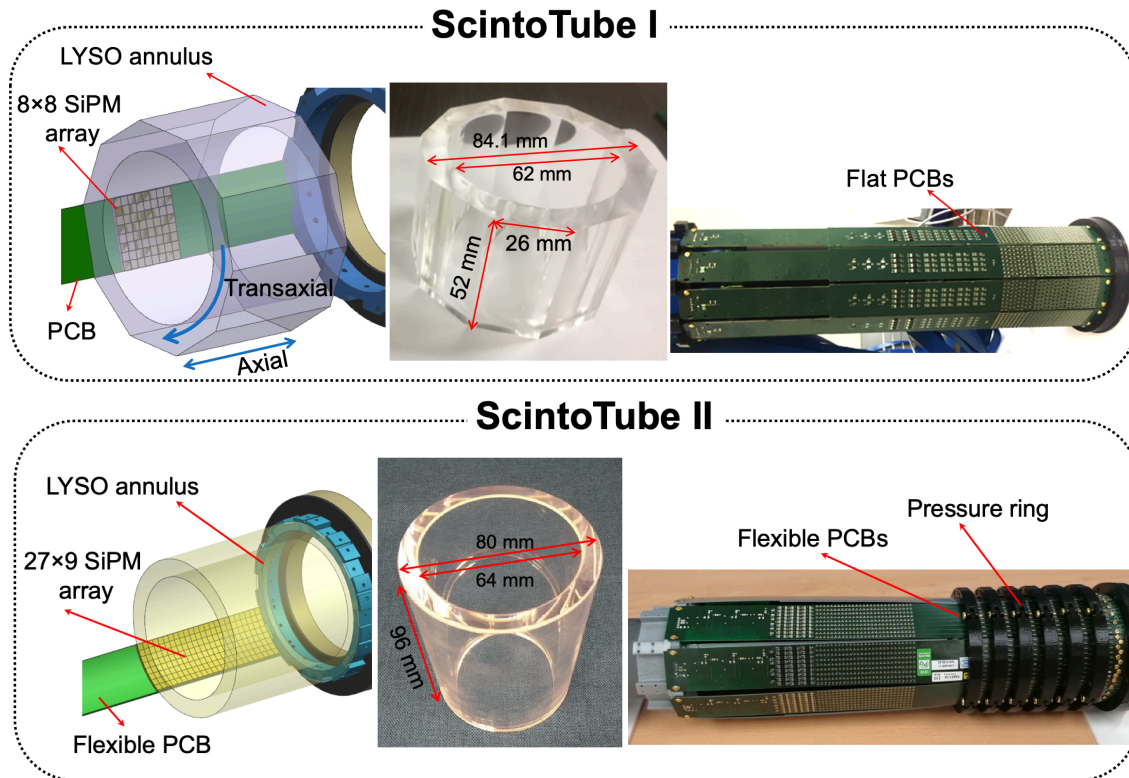 ScintoTube I
LYSO annulus
8×8 SiPM
array
PCB
Transaxial
Axial
84.1 mm
62 mm
26 mm
52 mm
Flat PCBs
ScintoTube II
LYSO annulus
27×9 SiPM
array
Flexible PCB
80 mm
64 mm
96 mm
Flexible PCBs
Pressure ring